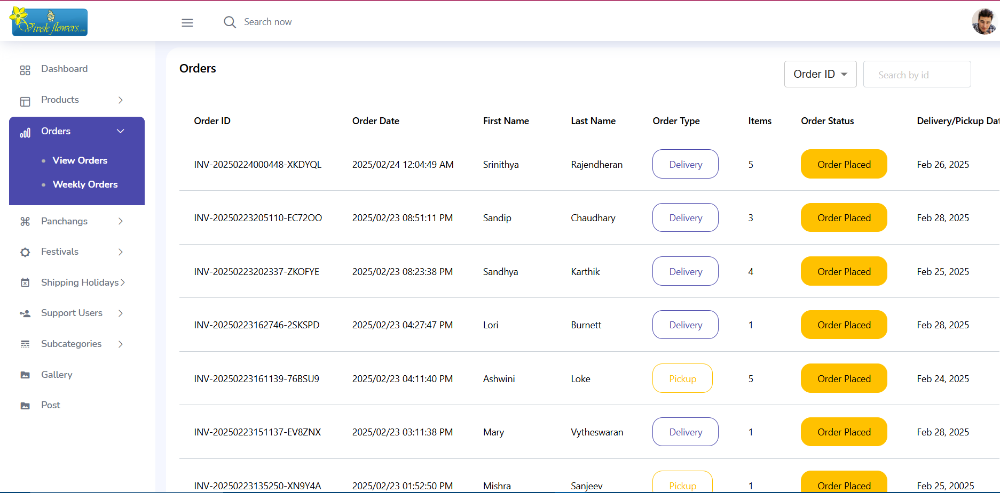 Vivek flowers.com
Search now
Dashboard
Products
Orders
View Orders
Weekly Orders
Panchangs
Festivals
Shipping Holidays
Support Users
Subcategories
Gallery
Post
Orders
Order ID
Search by id
Order ID Order Date First Name Last Name Order Type Items Order Status Delivery/Pickup Dat
INV-20250224000448-XKDYQL 2025/02/24 12:04:49 AM Srinithya Rajendheran Delivery 5 Order Placed Feb 26, 2025
INV-20250223205110-EC72OO 2025/02/23 08:51:11 PM Sandip Chaudhary Delivery 3 Order Placed Feb 28, 2025
INV-20250223202337-ZKOFYE 2025/02/23 08:23:38 PM Sandhya Karthik Delivery 4 Order Placed Feb 25, 2025
INV-20250223162746-2SKSPD 2025/02/23 04:27:47 PM Lori Burnett Delivery 1 Order Placed Feb 28, 2025
INV-20250223161139-76BSU9 2025/02/23 04:11:40 PM Ashwini Loke Pickup 5 Order Placed Feb 24, 2025
INV-20250223151137-EV8ZNX 2025/02/23 03:11:38 PM Mary Vytheswaran Delivery 1 Order Placed Feb 28, 2025
INV-20250223135250-XN9Y4A 2025/02/23 01:52:50 PM Mishra Sanjeev Pickup 1 Order Placed Feb 25, 20025